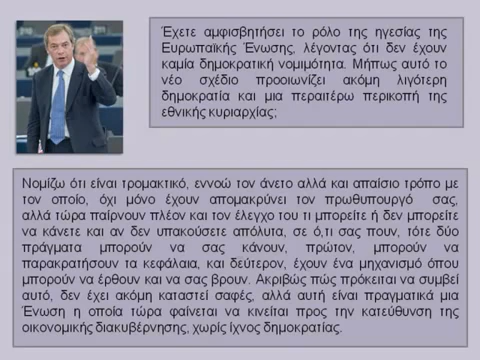 Έχετε αμφισβητήσει το ρόλο της ηγεσίας της
Ευρωπαϊκής Ένωσης, λέγοντας ότι δεν έχουν
καμία δημοκρατική νομιμότητα. Μήπως αυτό το
νέο σχέδιο προοιωνίζει ακόμη λιγότερη
δημοκρατία και μια περαιτέρω περικοπή της
εθνικής κυριαρχίας;
Νομίζω ότι είναι τρομακτικό, εννοώ τον άνετο αλλά και απαίσιο τρόπο με
τον οποίο, όχι μόνο έχουν απομακρύνει τον πρωθυπουργό σας,
αλλά τώρα παίρνουν πλέον και τον έλεγχο του τι μπορείτε ή δεν μπορείτε
να κάνετε και αν δεν υπακούσετε απόλυτα, σε ό,τι σας πουν, τότε δύο
πράγματα μπορούν να σας κάνουν, πρώτον, μπορούν να
παρακρατήσουν τα κεφάλαια, και δεύτερον, έχουν ένα μηχανισμό όπου
μπορούν να έρθουν και να σας βρουν. Ακριβώς πώς πρόκειται να συμβεί
αυτό, δεν έχει ακόμη καταστεί σαφές, αλλά αυτή είναι πραγματικά μια
Ένωση η οποία τώρα φαίνεται να κινείται προς την κατεύθυνση της
οικονομικής διακυβέρνησης, χωρίς ίχνος δημοκρατίας.